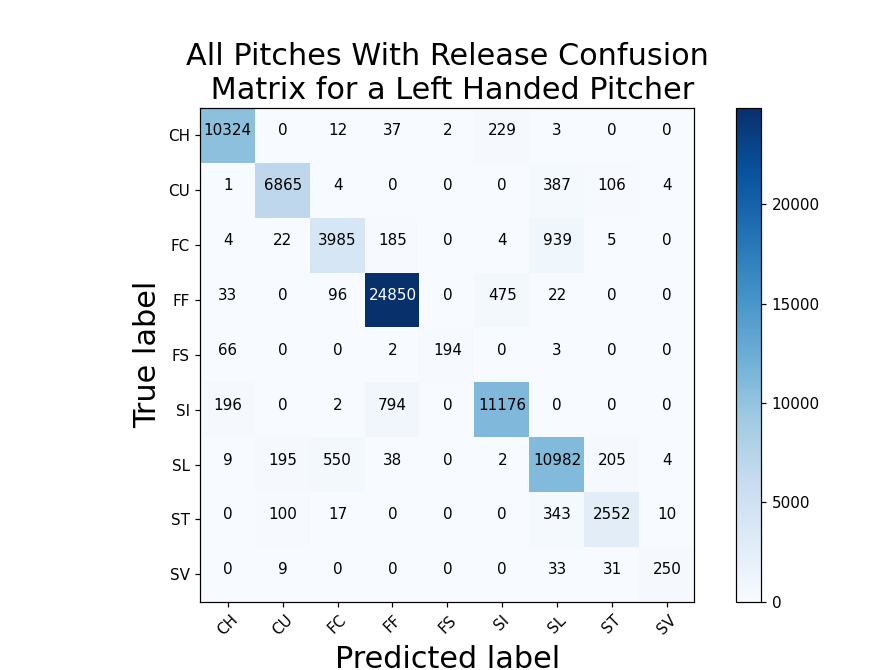 All Pitches With Release Confusion
Matrix for a Left Handed Pitcher
CH 10324 0 12 37 2 229 3 0 0
CU 1 6865 4 0 0 0 387 106 4
FC 4 22 3985 185 0 4 939 5 0
FF 33 0 96 24850 0 475 22 0 0
FS 66 0 0 2 194 0 3 0 0
SI 196 0 2 794 0 11176 0 0 0
SL 9 195 550 38 0 2 10982 205 4
ST 0 100 17 0 0 0 343 2552 10
SV 0 9 0 0 0 0 33 31 250
CH CU FC FF FS SI SL ST SV
True label
Predicted label
20000
15000
10000
5000
0